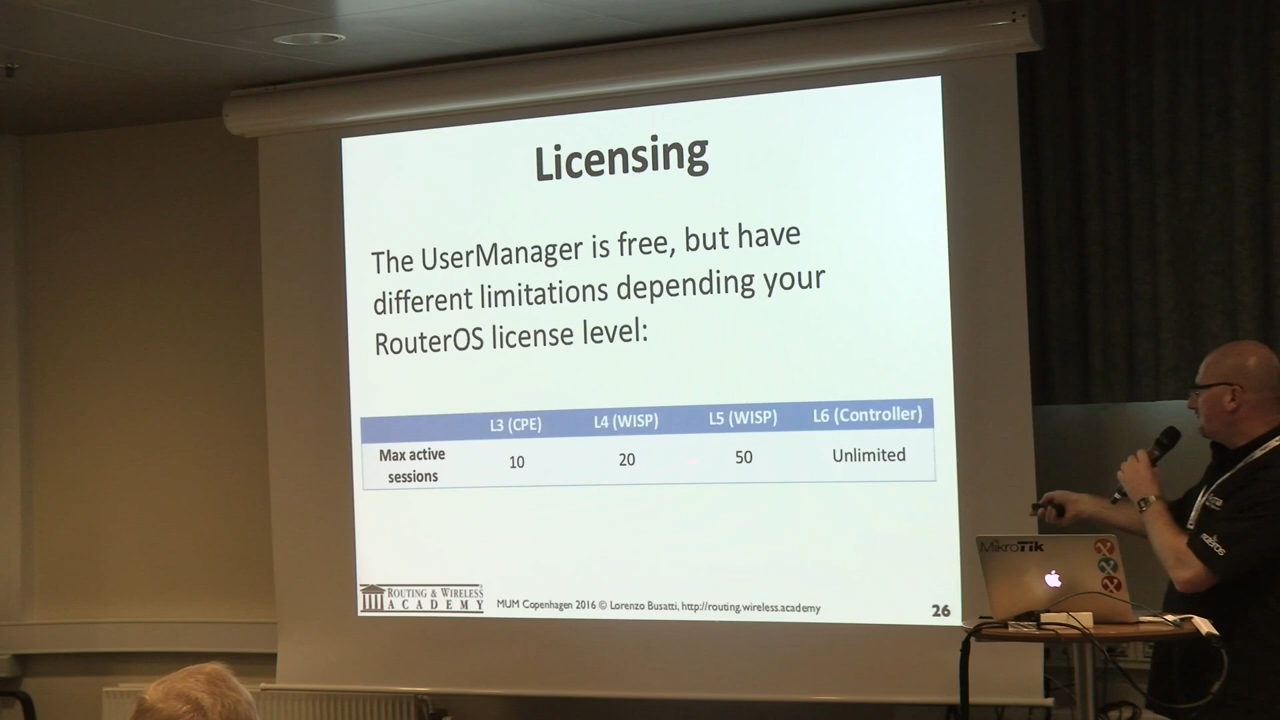 Licensing
The UserManager is free, but have
different limitations depending your
RouterOS license level:
L3 (CPE) L4 (WISP) L5 (WISP) L6 (Controller)
Max active
sessions
10 20 50 Unlimited
ROUTING & WIRELESS
ACADEMY
MUM Copenhagen 2016 © Lorenzo Busatti, http://routing.wireless.academy
26
MikroTik